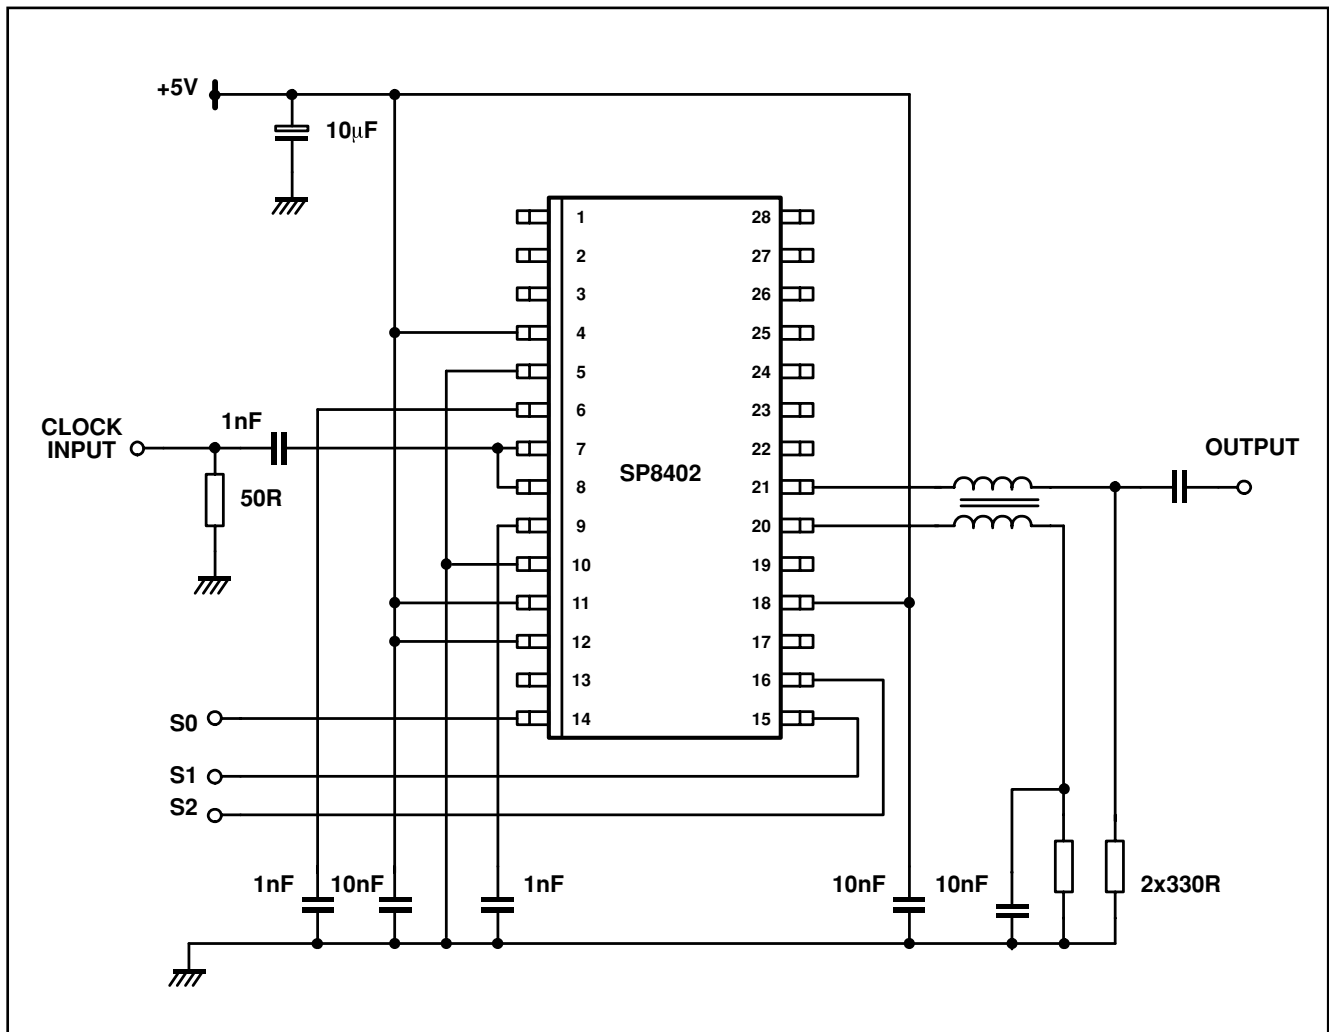 +5V
10µF
1 28
2 27
3 26
4 25
5 24
6 23
CLOCK INPUT
1nF
7 22
SP8402
OUTPUT
50R
8 21
9 20
10 19
11 18
12 17
13 16
S0
14 15
S1
S2
1nF 10nF 1nF 10nF 10nF 2x330R